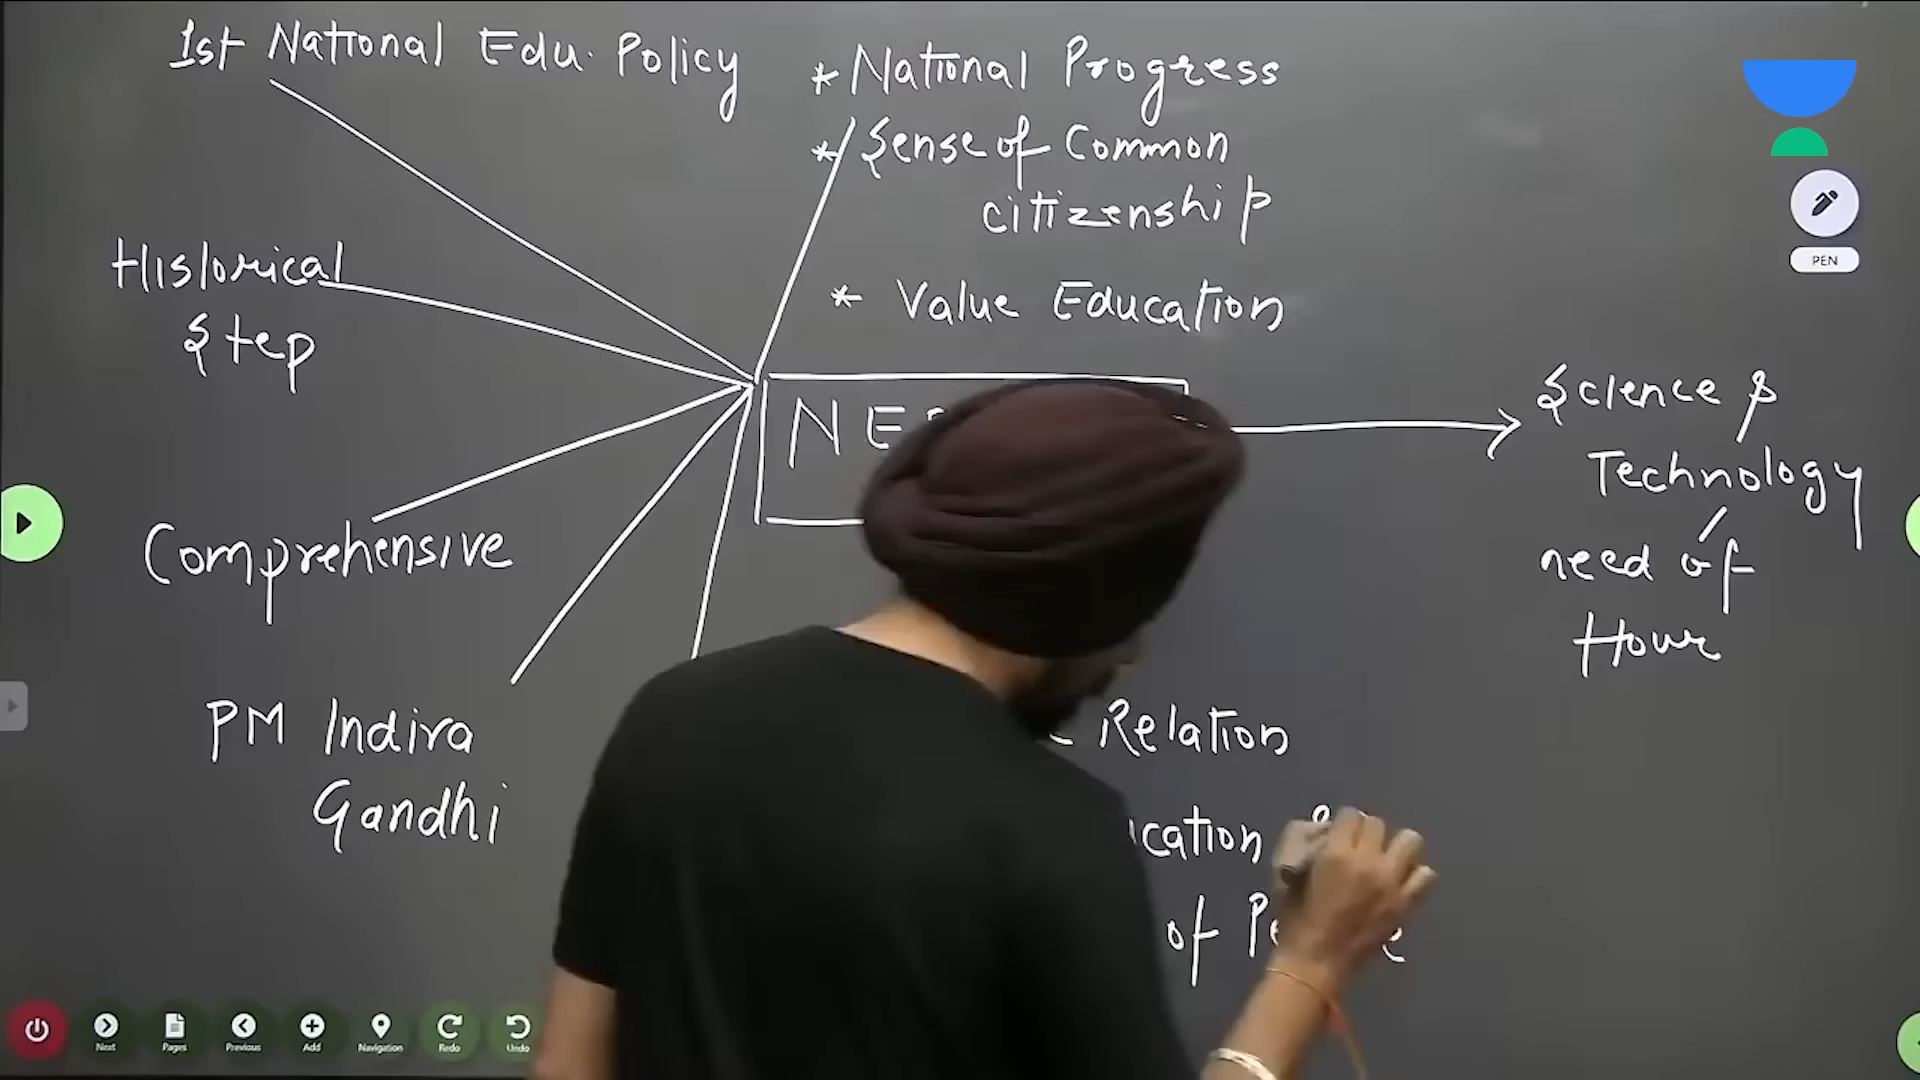 1st National Edu. Policy
* National Progress
* Sense of Common
citizenship
* Value Education
Historical
Step
NE
Science &
Technology
need of
Hour
Comprehensive
PM Indira
Gandhi
- Relation
cation
of
PEN
Next
Pages
Previous
Add
Navigation
Redo
Undo